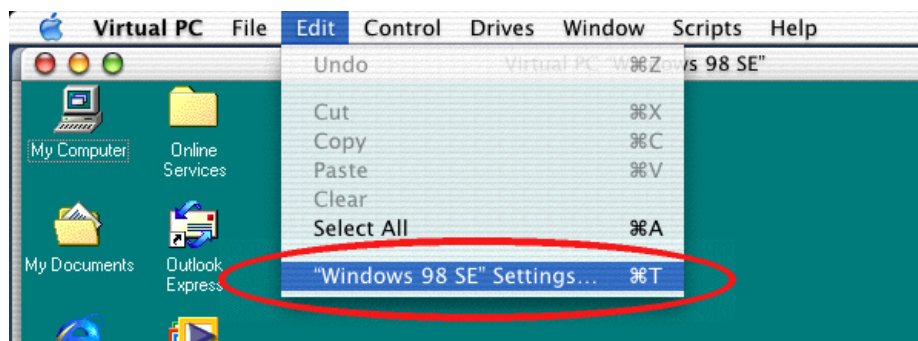 Virtual PC File Edit Control Drives Window Scripts Help
Virtual PC "Windows 98 SE"
Undo ⌘Z
Cut ⌘X
Copy ⌘C
Paste ⌘V
Clear
Select All ⌘A
“Windows 98 SE” Settings... ⌘T
My Computer
Online
Services
My Documents
Outlook
Express